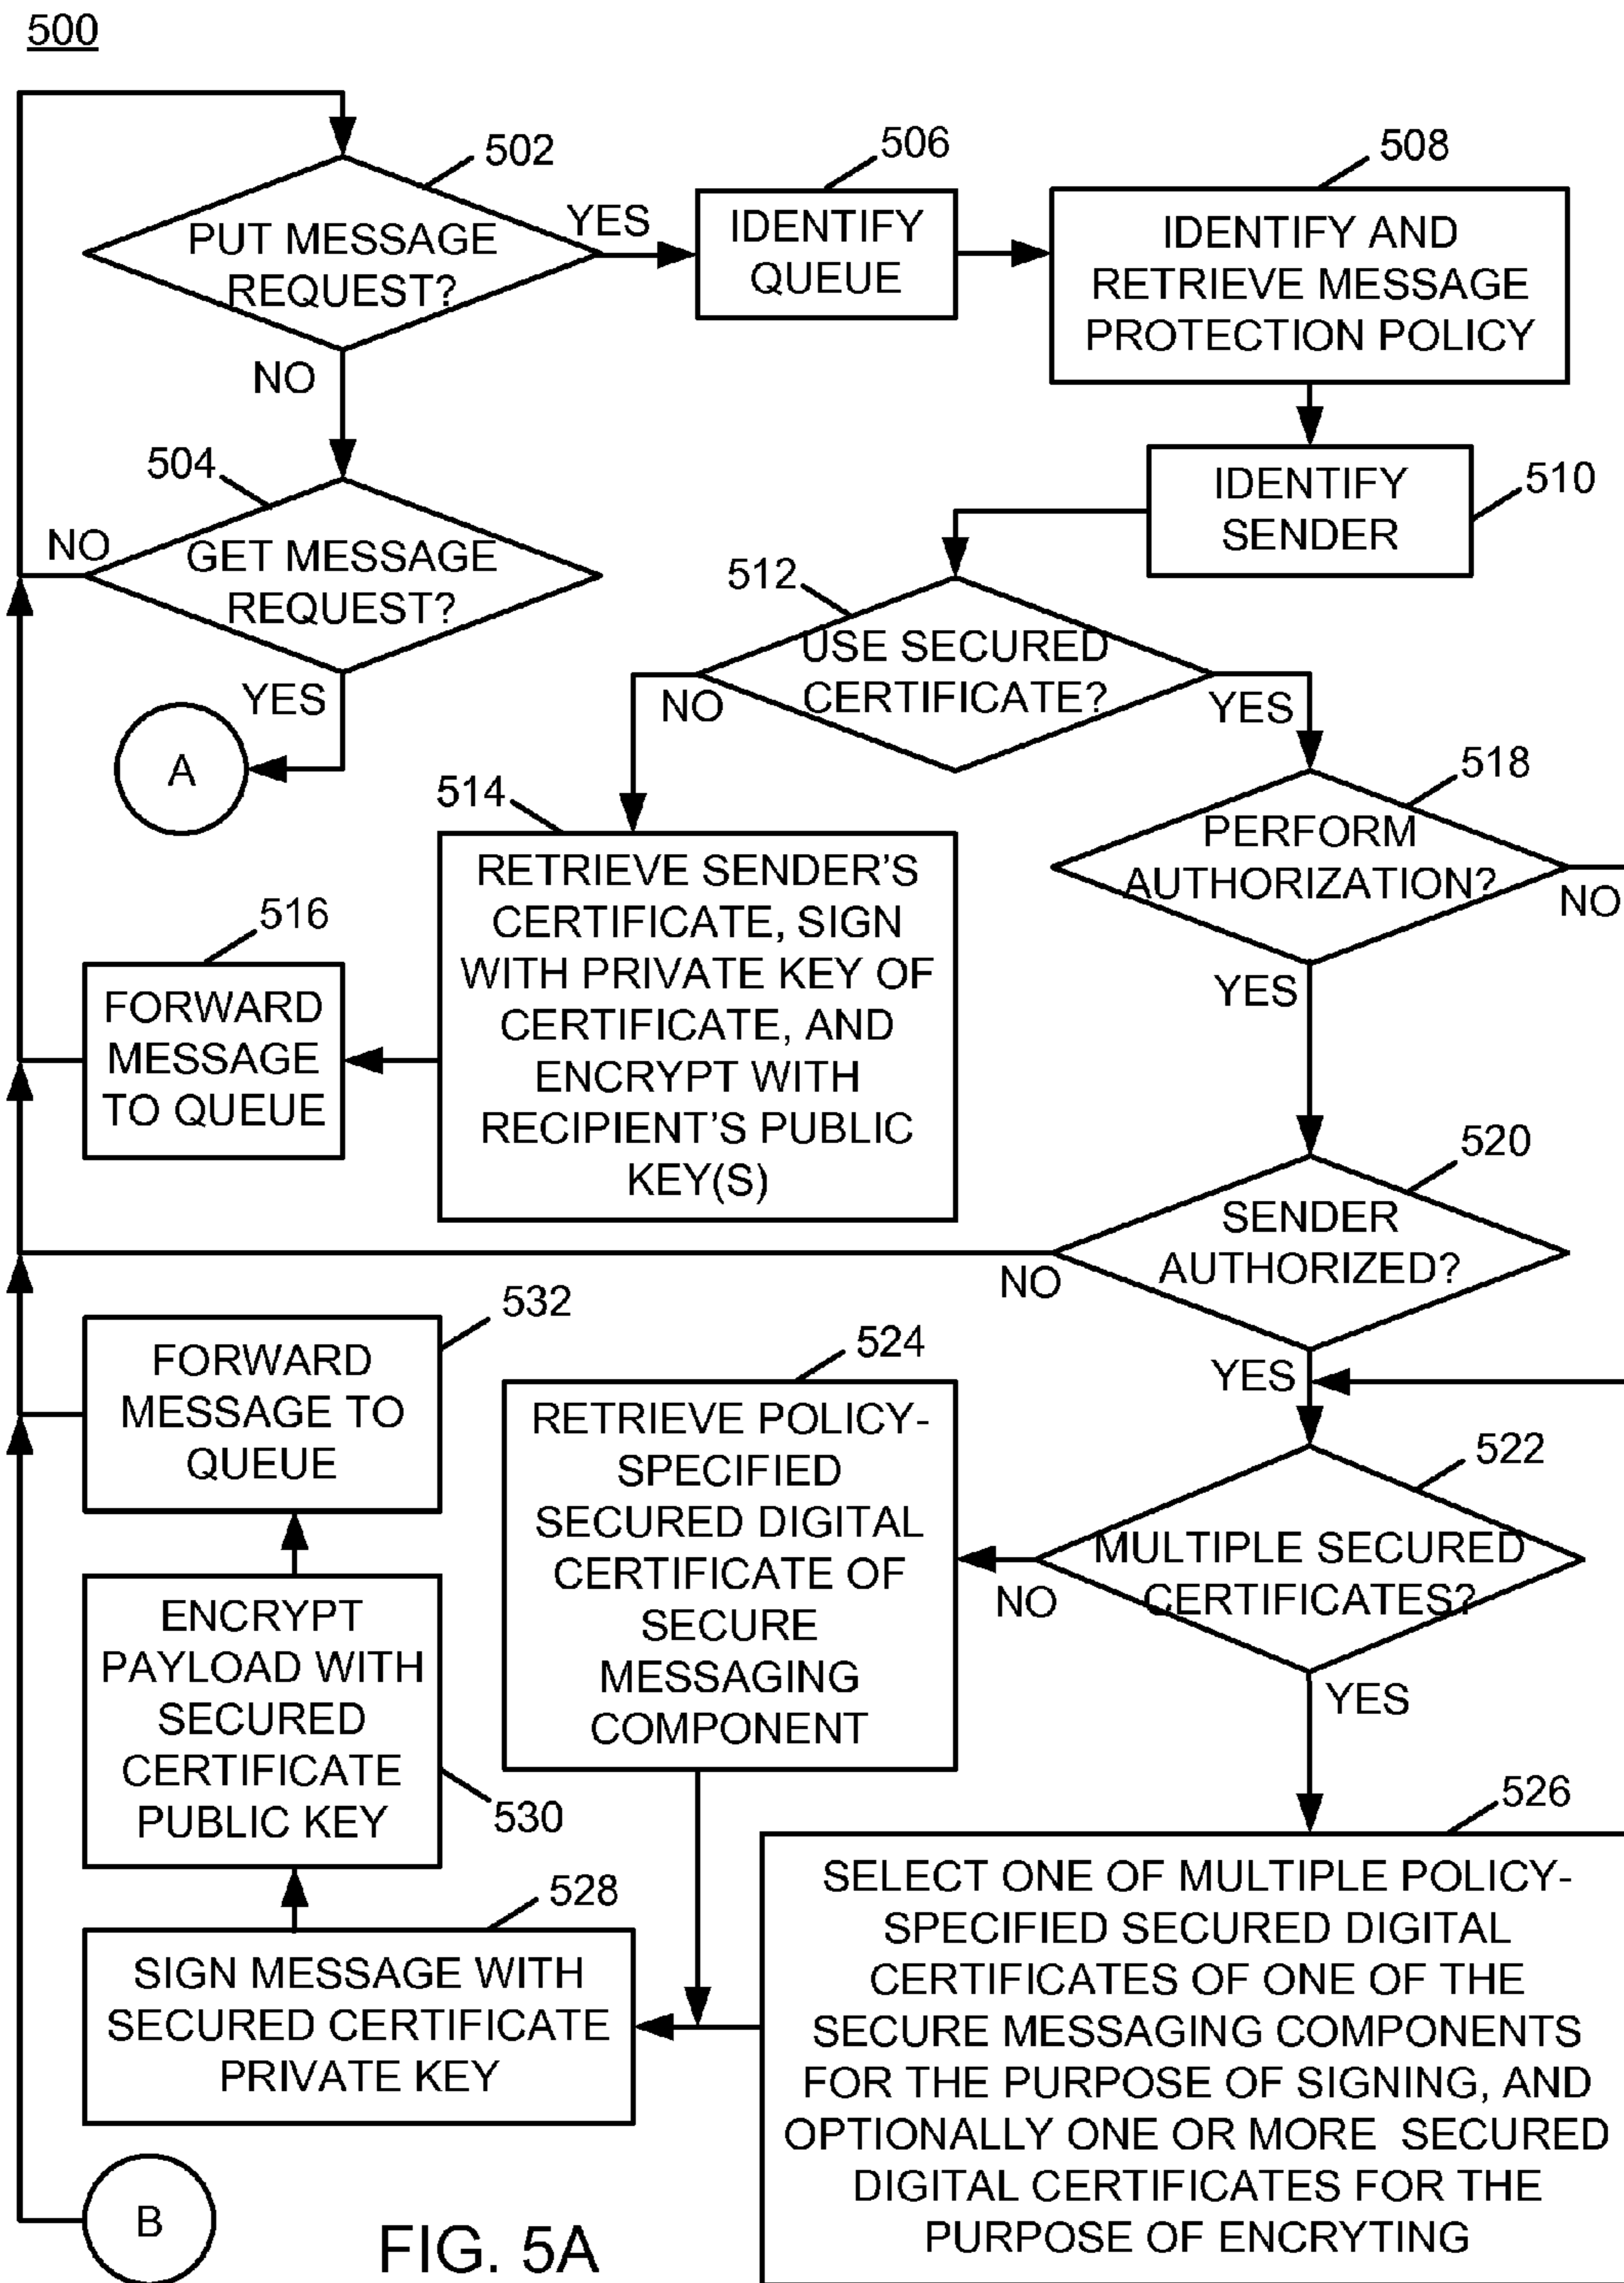 500
502
PUT MESSAGE
REQUEST?
YES
NO
506
IDENTIFY
QUEUE
508
IDENTIFY AND
RETRIEVE MESSAGE
PROTECTION POLICY
504
GET MESSAGE
REQUEST?
NO
YES
A
510
IDENTIFY
SENDER
512
USE SECURED
CERTIFICATE?
NO
YES
514
RETRIEVE SENDER'S
CERTIFICATE, SIGN
WITH PRIVATE KEY OF
CERTIFICATE, AND
ENCRYPT WITH
RECIPIENT'S PUBLIC
KEY(S)
516
FORWARD
MESSAGE
TO QUEUE
518
PERFORM
AUTHORIZATION?
NO
YES
520
SENDER
AUTHORIZED?
NO
YES
522
MULTIPLE SECURED
CERTIFICATES?
NO
YES
524
RETRIEVE POLICY-
SPECIFIED
SECURED DIGITAL
CERTIFICATE OF
SECURE
MESSAGING
COMPONENT
526
SELECT ONE OF MULTIPLE POLICY-
SPECIFIED SECURED DIGITAL
CERTIFICATES OF ONE OF THE
SECURE MESSAGING COMPONENTS
FOR THE PURPOSE OF SIGNING, AND
OPTIONALLY ONE OR MORE SECURED
DIGITAL CERTIFICATES FOR THE
PURPOSE OF ENCRYTING
528
SIGN MESSAGE WITH
SECURED CERTIFICATE
PRIVATE KEY
530
ENCRYPT
PAYLOAD WITH
SECURED
CERTIFICATE
PUBLIC KEY
532
FORWARD
MESSAGE TO
QUEUE
B
FIG. 5A